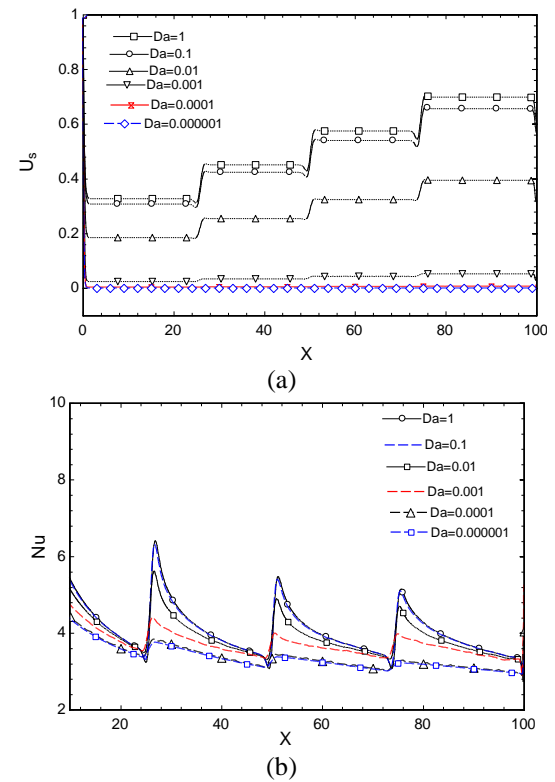 1
0.8
0.6
0.4
0.2
0
U_s
Da=1
Da=0.1
Da=0.01
Da=0.001
Da=0.0001
Da=0.000001
0 20 40 60 80 100
X
(a)
10
8
6
4
2
Nu
Da=1
Da=0.1
Da=0.01
Da=0.001
Da=0.0001
Da=0.000001
20 40 60 80 100
X
(b)